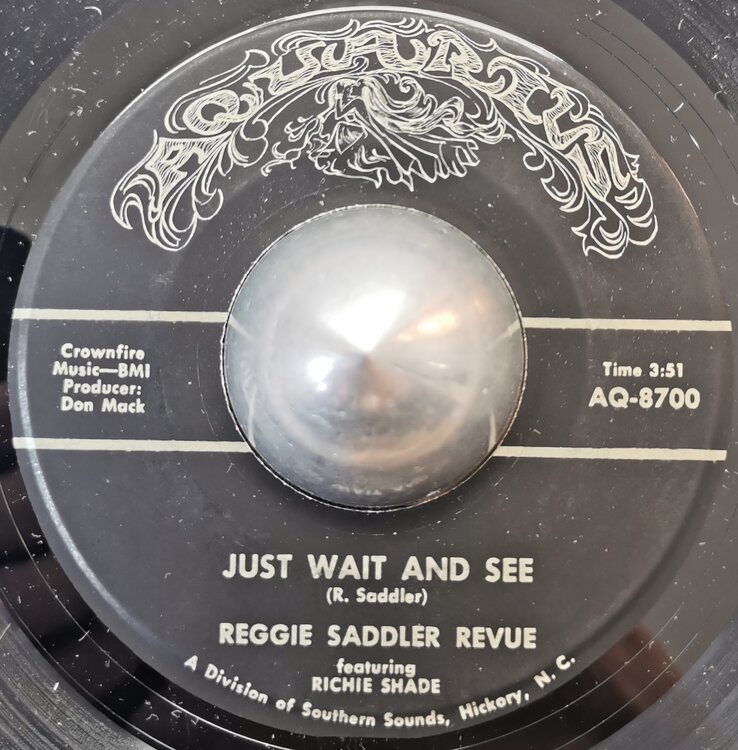 AQUARIUS
Crownfire
Music—BMI
Producer:
Don Mack
Time 3:51
AQ-8700
JUST WAIT AND SEE
(R. Saddler)
REGGIE SADDLER REVUE
featuring
RICHIE SHADE
A Division of Southern Sounds, Hickory, N. C.